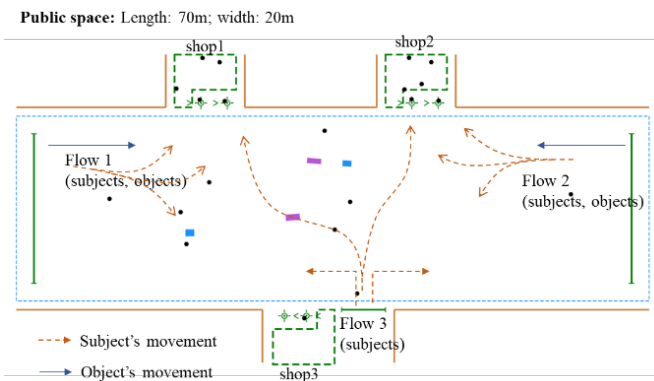 Public space: Length: 70m; width: 20m
shop1
shop2
Flow 1
(subjects, objects)
Flow 2
(subjects, objects)
Flow 3
(subjects)
Subject's movement
Object's movement
shop3